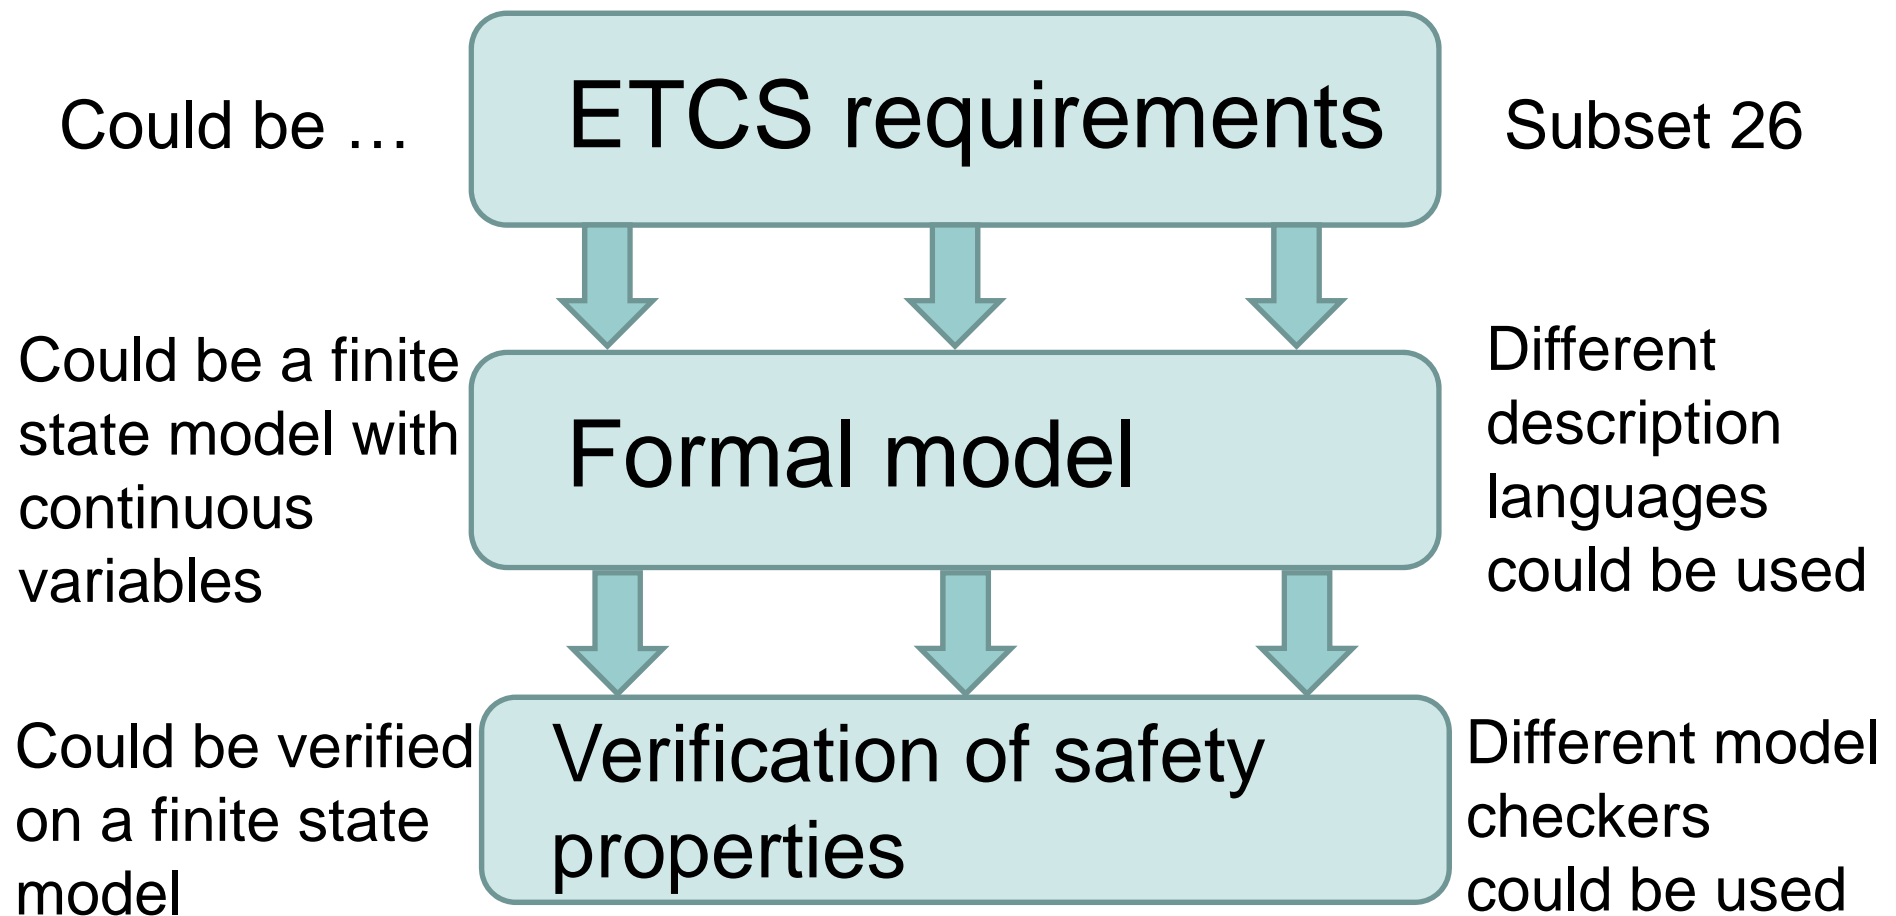 Could be …
ETCS requirements
Subset 26
Could be a finite
state model with
continuous
variables
Formal model
Different
description
languages
could be used
Could be verified
on a finite state
model
Verification of safety
properties
Different model
checkers
could be used